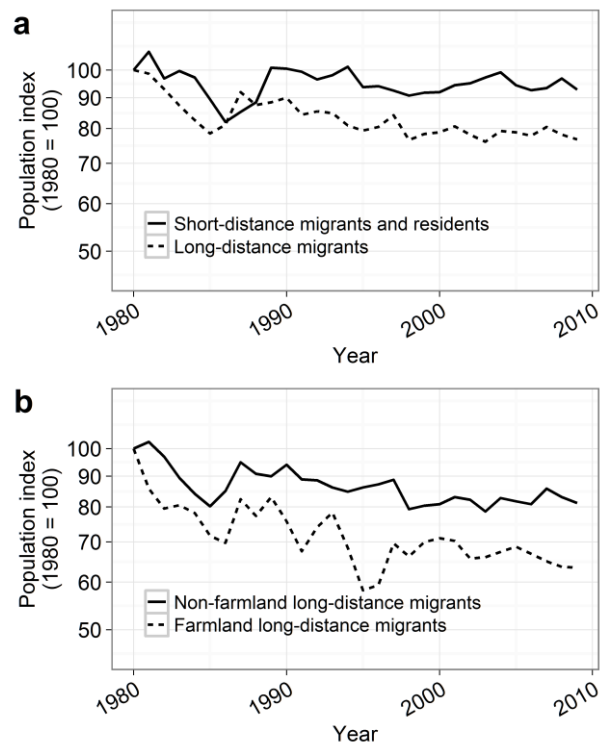 a
Population index
(1980 = 100)
100
90
80
70
60
50
Short-distance migrants and residents
Long-distance migrants
1980
1990
2000
2010
Year
b
Population index
(1980 = 100)
100
90
80
70
60
50
Non-farmland long-distance migrants
Farmland long-distance migrants
1980
1990
2000
2010
Year